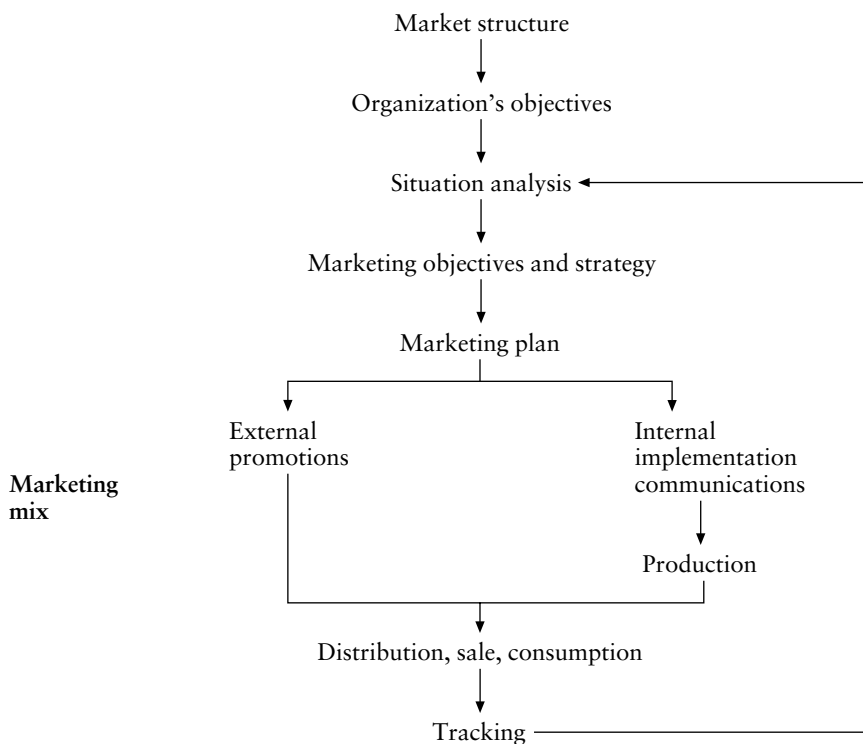 Market structure
Organization’s objectives
Situation analysis
Marketing objectives and strategy
Marketing plan
External
promotions
Internal
implementation
communications
Marketing
mix
Production
Distribution, sale, consumption
Tracking